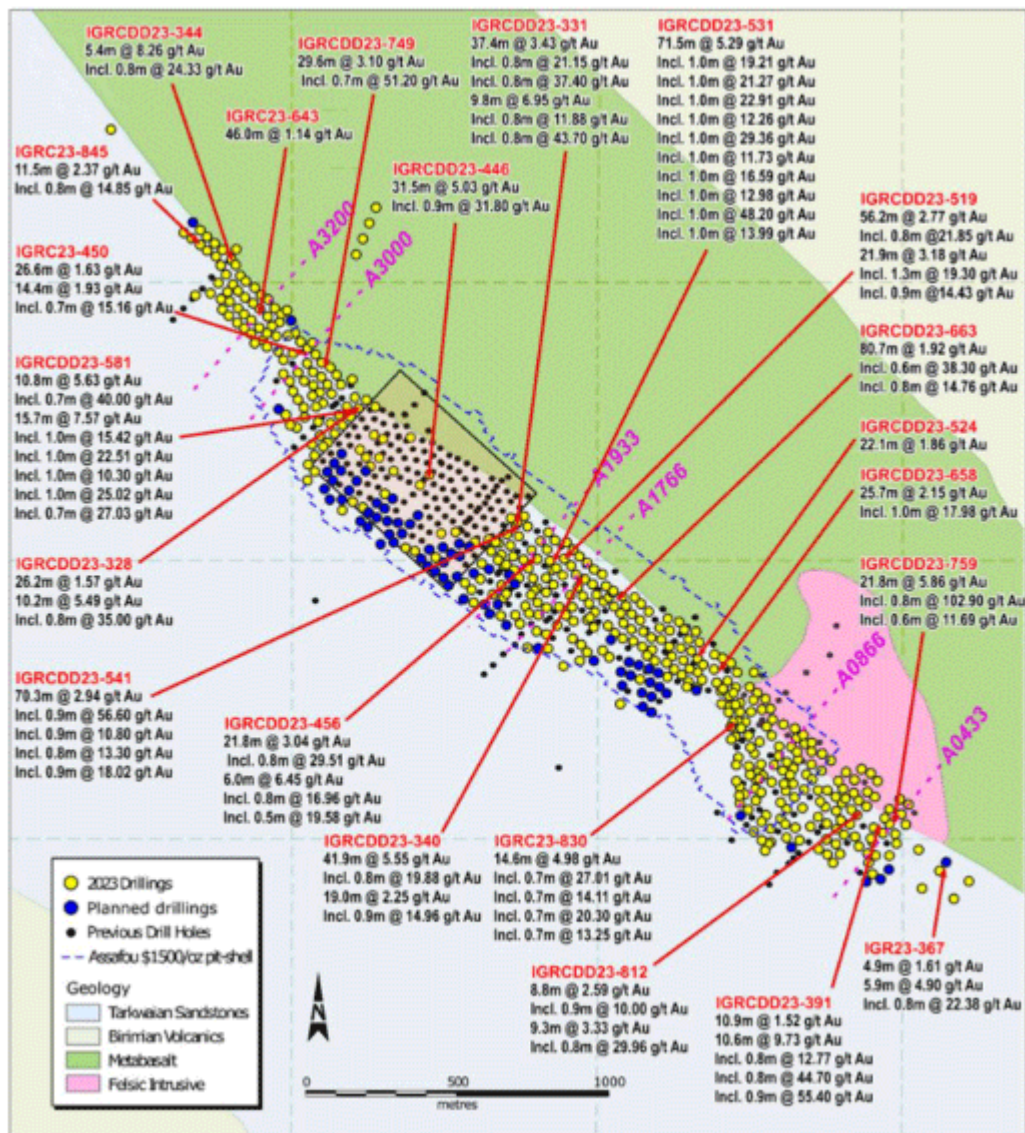 IGRCDD23-344
5.4m @ 8.26 g/t Au
Incl. 0.8m @ 24.33 g/t Au
IGRCDD23-749
29.6m @ 3.10 g/t Au
Incl. 0.7m @ 51.20 g/t Au
IGRCDD23-331
37.4m @ 3.43 g/t Au
Incl. 0.8m @ 21.15 g/t Au
Incl. 0.8m @ 37.40 g/t Au
9.8m @ 6.95 g/t Au
Incl. 0.8m @ 11.88 g/t Au
Incl. 0.8m @ 43.70 g/t Au
IGRCDD23-531
71.5m @ 5.29 g/t Au
Incl. 1.0m @ 19.21 g/t Au
Incl. 1.0m @ 21.27 g/t Au
Incl. 1.0m @ 22.91 g/t Au
Incl. 1.0m @ 12.26 g/t Au
Incl. 1.0m @ 29.36 g/t Au
Incl. 1.0m @ 11.73 g/t Au
Incl. 1.0m @ 16.59 g/t Au
Incl. 1.0m @ 12.98 g/t Au
Incl. 1.0m @ 48.20 g/t Au
Incl. 1.0m @ 13.99 g/t Au
IGRC23-643
46.0m @ 1.14 g/t Au
IGRC23-845
11.5m @ 2.37 g/t Au
Incl. 0.8m @ 14.85 g/t Au
IGRCDD23-446
31.5m @ 5.03 g/t Au
Incl. 0.9m @ 31.80 g/t Au
IGRCDD23-519
56.2m @ 2.77 g/t Au
Incl. 0.8m @21.85 g/t Au
21.9m @ 3.18 g/t Au
Incl. 1.3m @ 19.30 g/t Au
Incl. 0.9m @14.43 g/t Au
A3200
A3000
IGRC23-450
26.6m @ 1.63 g/t Au
14.4m @ 1.93 g/t Au
Incl. 0.7m @ 15.16 g/t Au
IGRCDD23-663
80.7m @ 1.92 g/t Au
Incl. 0.6m @ 38.30 g/t Au
Incl. 0.8m @ 14.76 g/t Au
IGRCDD23-581
10.8m @ 5.63 g/t Au
Incl. 0.7m @ 40.00 g/t Au
15.7m @ 7.57 g/t Au
Incl. 1.0m @ 15.42 g/t Au
Incl. 1.0m @ 22.51 g/t Au
Incl. 1.0m @ 10.30 g/t Au
Incl. 1.0m @ 25.02 g/t Au
Incl. 0.7m @ 27.03 g/t Au
IGRCDD23-524
22.1m @ 1.86 g/t Au
A1933
A1766
IGRCDD23-658
25.7m @ 2.15 g/t Au
Incl. 1.0m @ 17.98 g/t Au
IGRCDD23-328
26.2m @ 1.57 g/t Au
10.2m @ 5.49 g/t Au
Incl. 0.8m @ 35.00 g/t Au
IGRCDD23-759
21.8m @ 5.86 g/t Au
Incl. 0.8m @ 102.90 g/t Au
Incl. 0.6m @ 11.69 g/t Au
A0866
A0433
IGRCDD23-541
70.3m @ 2.94 g/t Au
Incl. 0.9m @ 56.60 g/t Au
Incl. 0.9m @ 10.80 g/t Au
Incl. 0.8m @ 13.30 g/t Au
Incl. 0.9m @ 18.02 g/t Au
IGRCDD23-456
21.8m @ 3.04 g/t Au
Incl. 0.8m @ 29.51 g/t Au
6.0m @ 6.45 g/t Au
Incl. 0.8m @ 16.96 g/t Au
Incl. 0.5m @ 19.58 g/t Au
IGRCDD23-340
41.9m @ 5.55 g/t Au
Incl. 0.8m @ 19.88 g/t Au
19.0m @ 2.25 g/t Au
Incl. 0.9m @ 14.96 g/t Au
IGRC23-830
14.6m @ 4.98 g/t Au
Incl. 0.7m @ 27.01 g/t Au
Incl. 0.7m @ 14.11 g/t Au
Incl. 0.7m @ 20.30 g/t Au
Incl. 0.7m @ 13.25 g/t Au
IGRCDD23-812
8.8m @ 2.59 g/t Au
Incl. 0.9m @ 10.00 g/t Au
9.3m @ 3.33 g/t Au
Incl. 0.8m @ 29.96 g/t Au
IGRCDD23-391
10.9m @ 1.52 g/t Au
10.6m @ 9.73 g/t Au
Incl. 0.8m @ 12.77 g/t Au
Incl. 0.8m @ 44.70 g/t Au
Incl. 0.9m @ 55.40 g/t Au
IGR23-367
4.9m @ 1.61 g/t Au
5.9m @ 4.90 g/t Au
Incl. 0.8m @ 22.38 g/t Au
2023 Drillings
Planned drillings
Previous Drill Holes
Assafou $1500/oz pit-shell
Geology
Tarkwaian Sandstones
Birimian Volcanics
Metabasalt
Felsic Intrusive
N
0 500 1000
metres